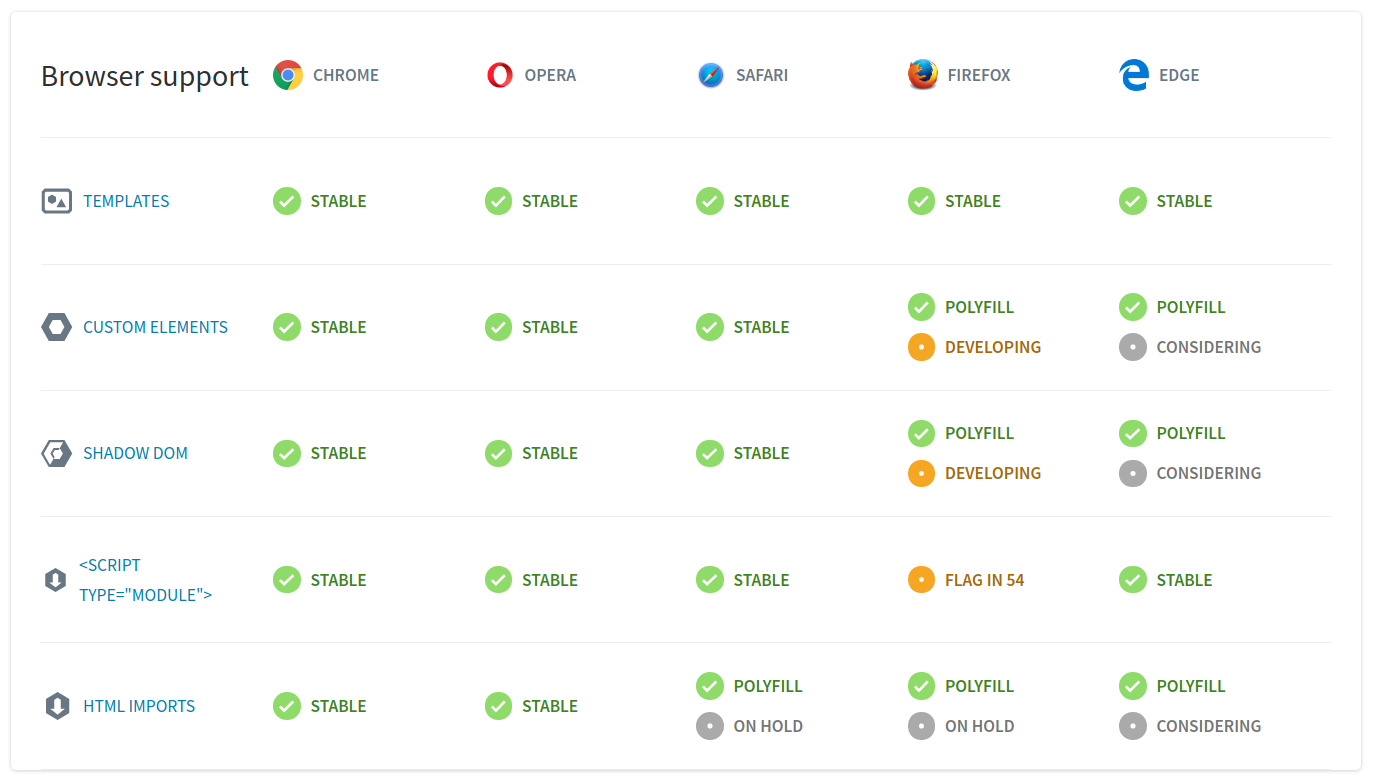 Browser support CHROME OPERA SAFARI FIREFOX EDGE
TEMPLATES STABLE STABLE STABLE STABLE STABLE
CUSTOM ELEMENTS STABLE STABLE STABLE POLYFILL POLYFILL
DEVELOPING CONSIDERING
SHADOW DOM STABLE STABLE STABLE POLYFILL POLYFILL
DEVELOPING CONSIDERING
<SCRIPT
TYPE="MODULE"> STABLE STABLE STABLE FLAG IN 54 STABLE
HTML IMPORTS STABLE STABLE POLYFILL POLYFILL POLYFILL
ON HOLD ON HOLD CONSIDERING